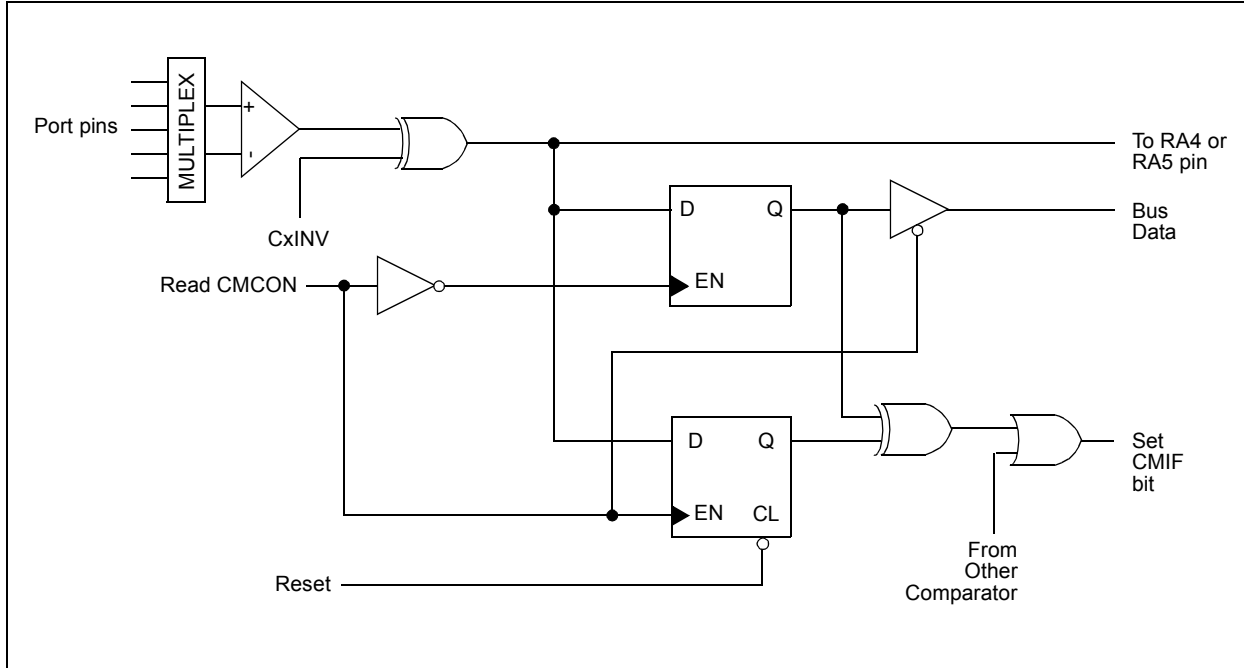 MULTIPLEX
Port pins
+
-
CxINV
To RA4 or
RA5 pin
D Q
EN
Bus
Data
Read CMCON
D Q
EN CL
Set
CMIF
bit
From
Other
Comparator
Reset